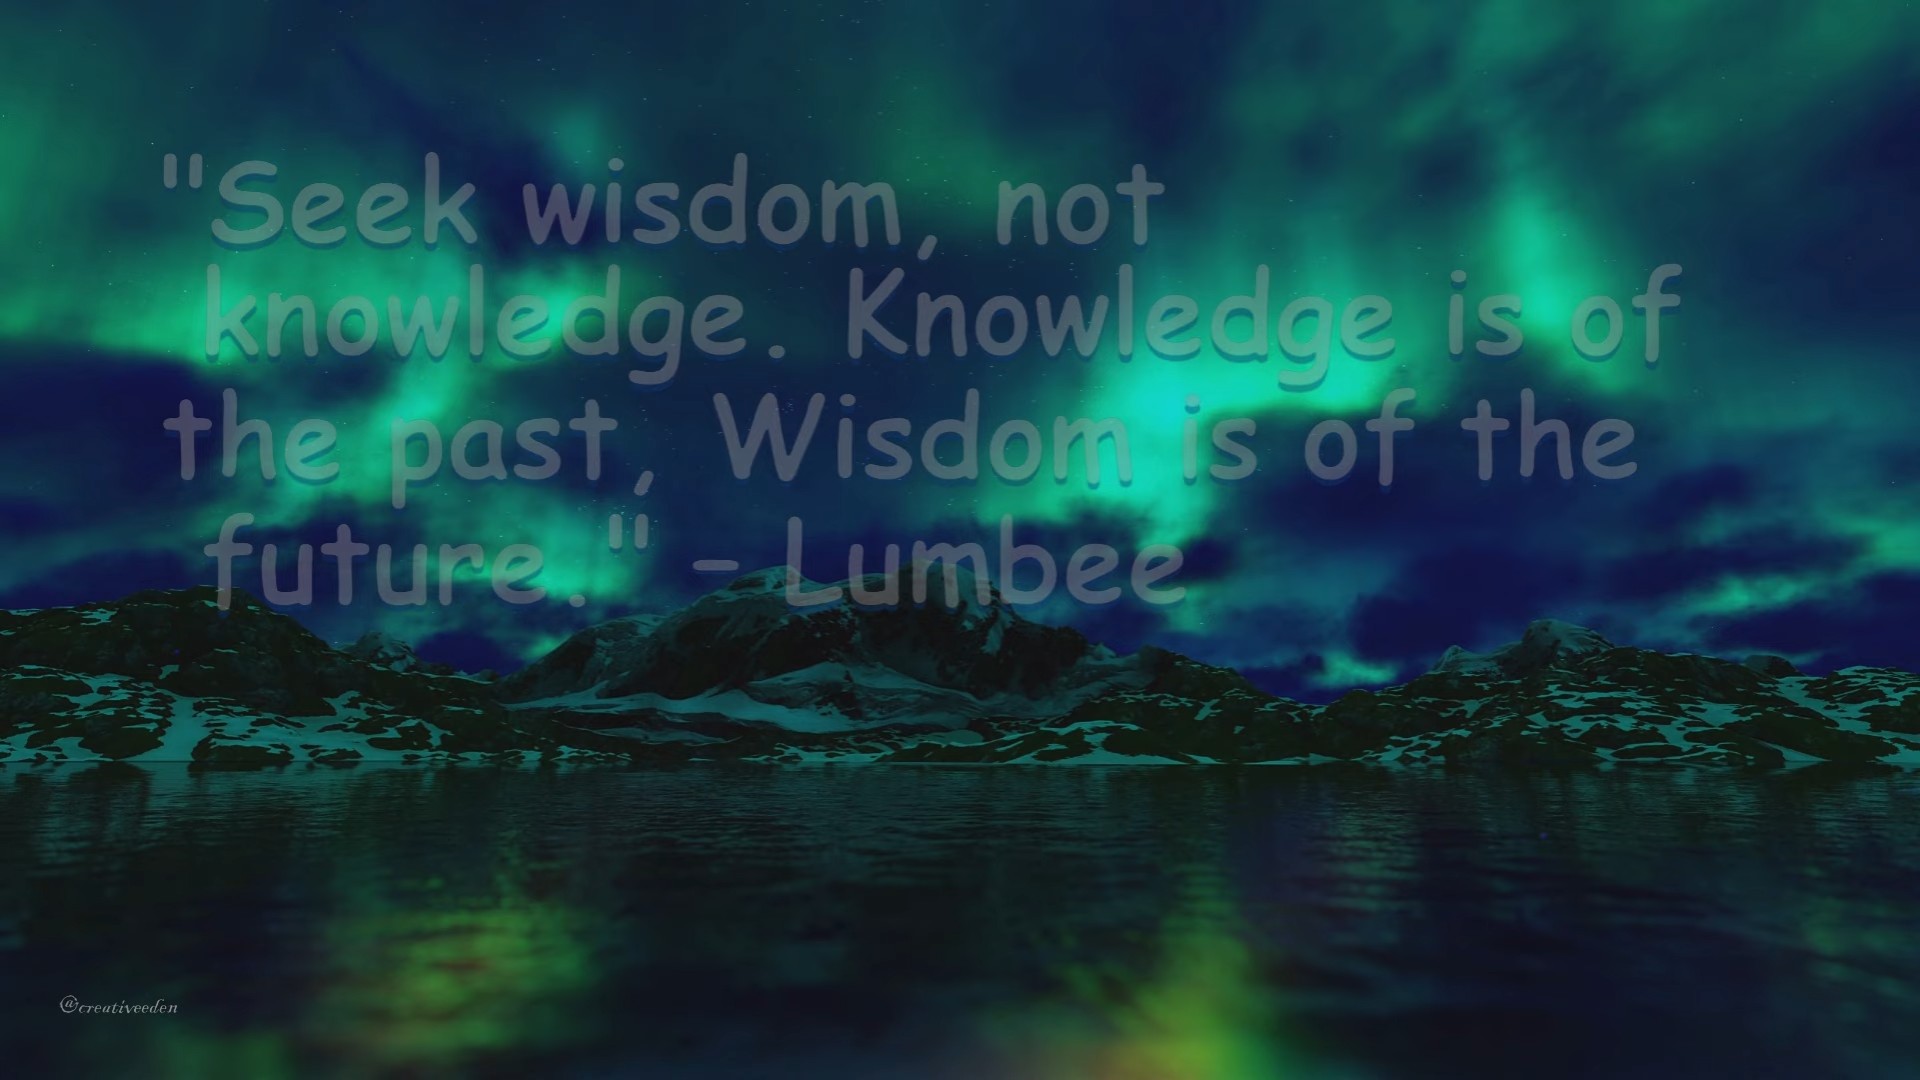 "Seek wisdom, not
knowledge. Knowledge is of
the past, Wisdom is of the
future." - Lumbee
@creativeeden